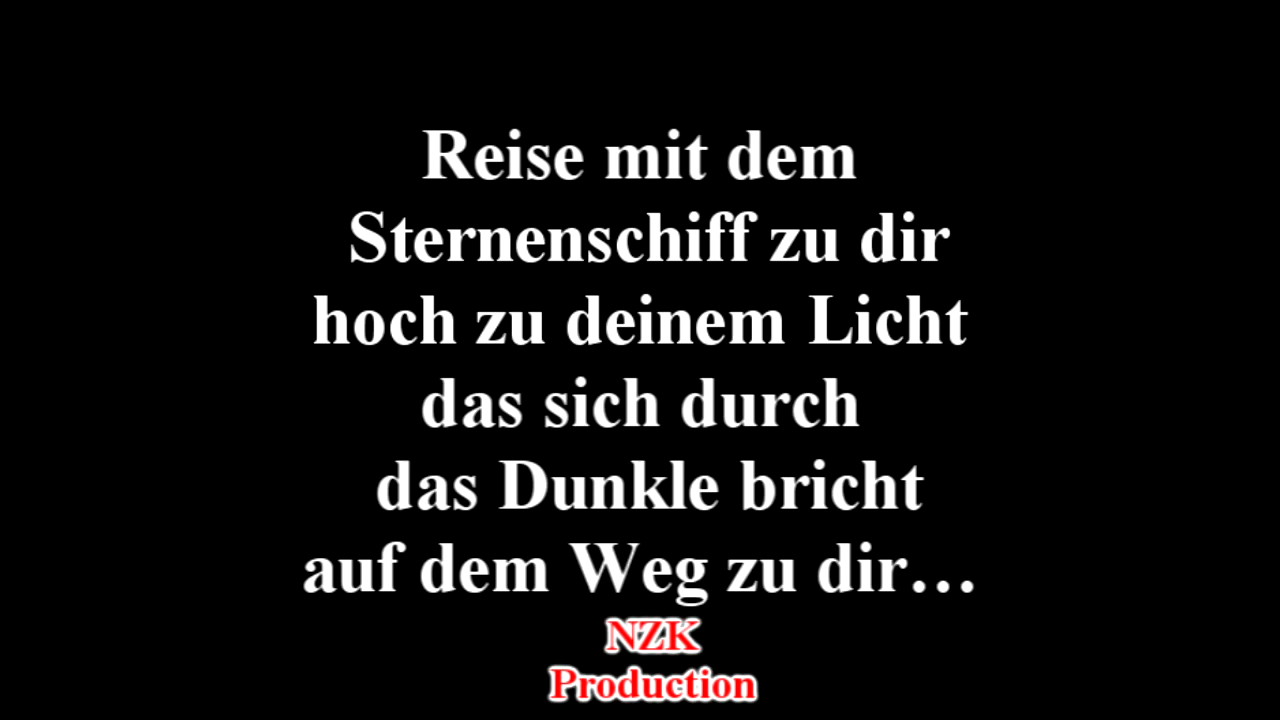 Reise mit dem
Sternenschiff zu dir
hoch zu deinem Licht
das sich durch
das Dunkle bricht
auf dem Weg zu dir...
NZK
Production